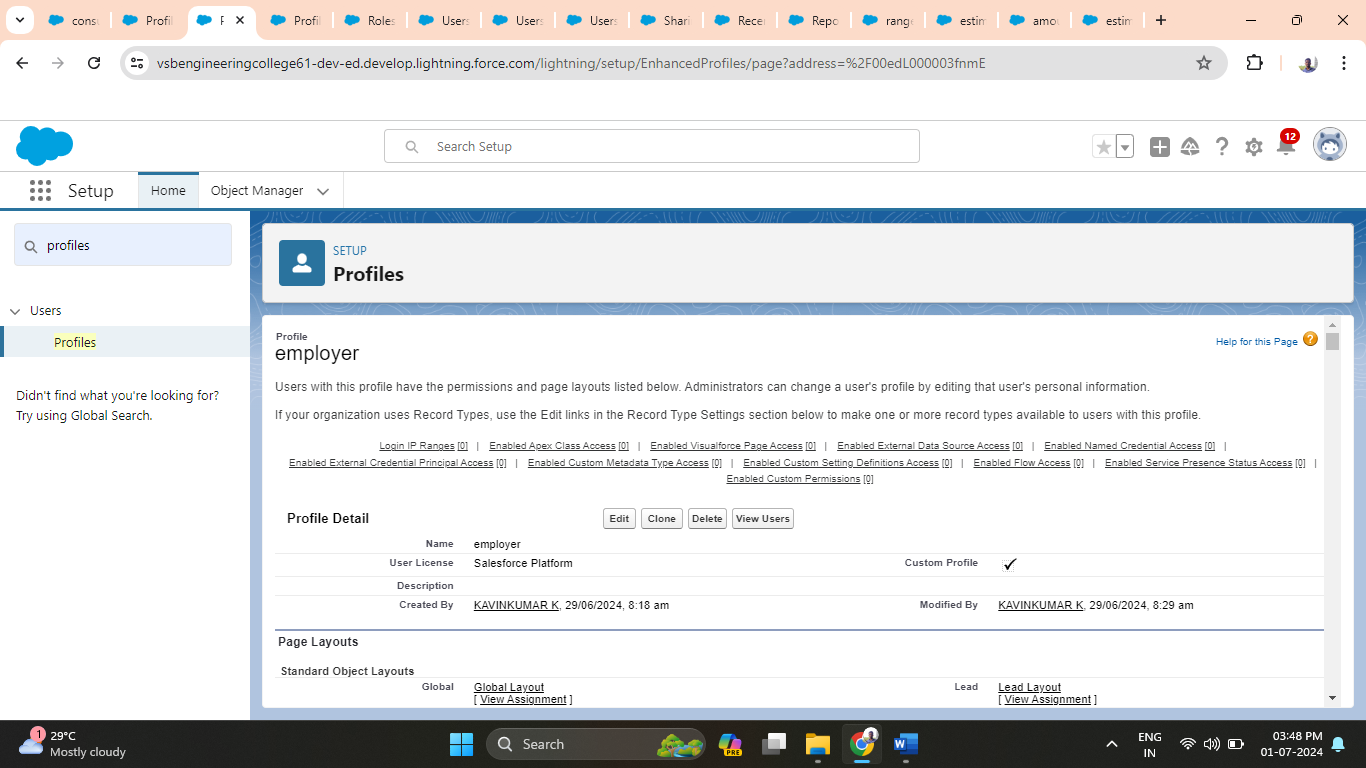 consu
Profil
P
Profil
Roles
Users
Users
Users
Shari
Recen
Repo
range
estim
amou
estim
vsbengineeringcollege61-dev-ed.develop.lightning.force.com/lightning/setup/EnhancedProfiles/page?address=%2F00edL000003fnmE
Search Setup
12
Setup Home Object Manager
profiles
Users
Profiles
Didn't find what you're looking for?
Try using Global Search.
SETUP
Profiles
Profile
employer
Help for this Page ?
Users with this profile have the permissions and page layouts listed below. Administrators can change a user's profile by editing that user's personal information.
If your organization uses Record Types, use the Edit links in the Record Type Settings section below to make one or more record types available to users with this profile.
Login IP Ranges [0] | Enabled Apex Class Access [0] | Enabled Visualforce Page Access [0] | Enabled External Data Source Access [0] | Enabled Named Credential Access [0] |
Enabled External Credential Principal Access [0] | Enabled Custom Metadata Type Access [0] | Enabled Custom Setting Definitions Access [0] | Enabled Flow Access [0] | Enabled Service Presence Status Access [0] |
Enabled Custom Permissions [0]
Profile Detail Edit Clone Delete View Users
Name employer
User License Salesforce Platform Custom Profile ✓
Description
Created By KAVINKUMAR K, 29/06/2024, 8:18 am Modified By KAVINKUMAR K, 29/06/2024, 8:29 am
Page Layouts
Standard Object Layouts
Global Global Layout Lead Lead Layout
[ View Assignment ] [ View Assignment ]
1
29°C
Mostly cloudy
Search
PRE
W
ENG
IN
03:48 PM
01-07-2024